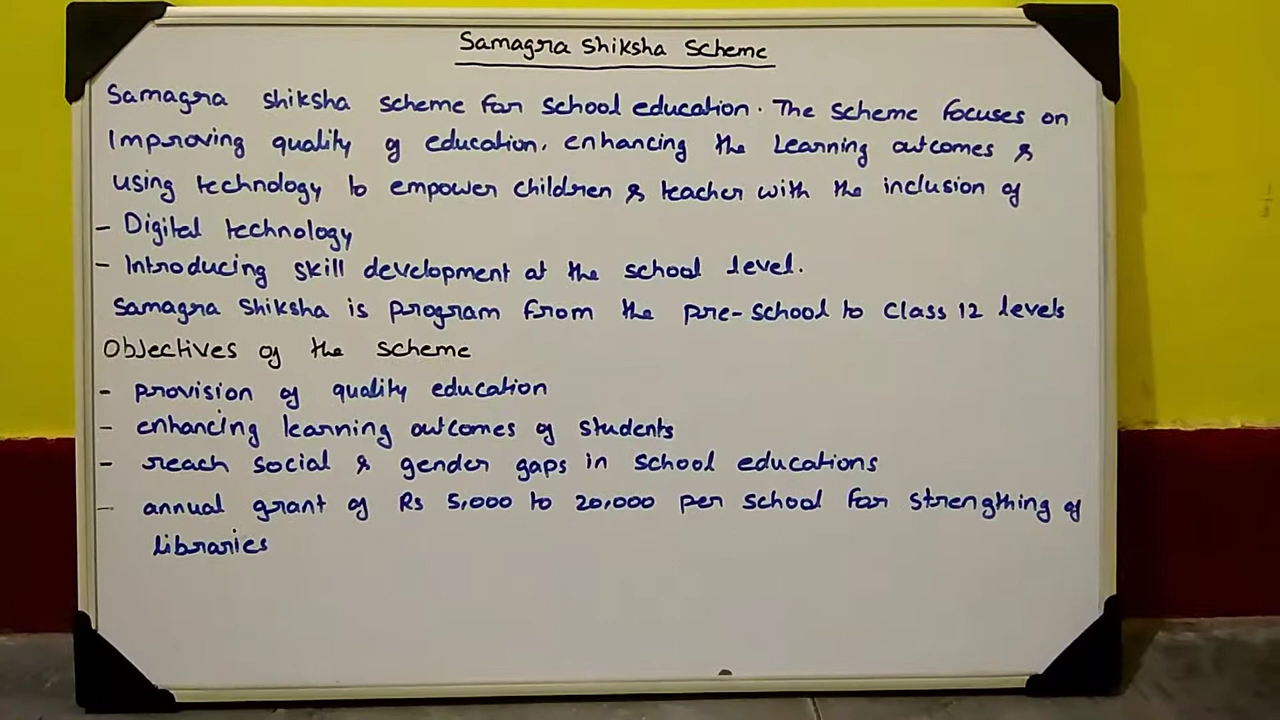 Samagra Shiksha Scheme
Samagra shiksha scheme for school education. The scheme focuses on
Improving quality of education, enhancing the Learning outcomes &
using technology to empower children & teacher with the inclusion of
- Digital technology
- Introducing skill development at the school level.
Samagra Shiksha is program from the pre-school to class 12 levels
Objectives of the scheme
- provision of quality education
- enhancing learning outcomes of students
- reach social & gender gaps in school educations
- annual grant of Rs 5,000 to 20,000 per school for strengthing of
libraries